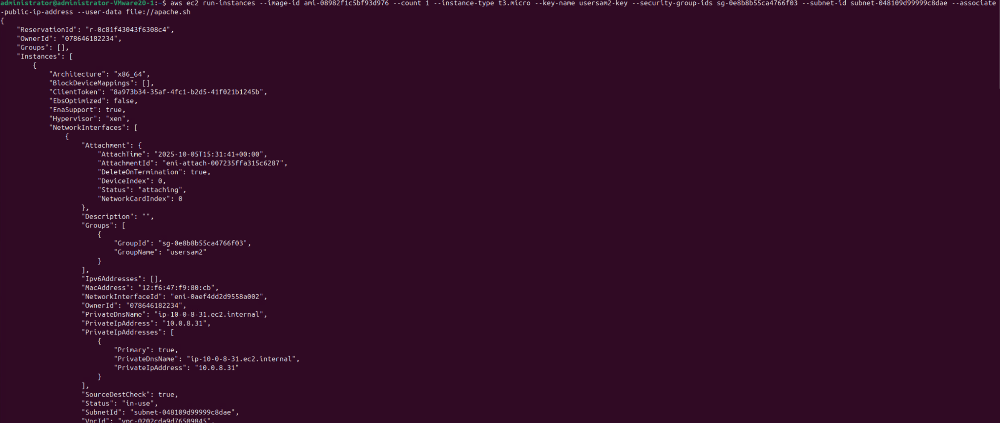 administrator@administrator-VMware20-1:~$ aws ec2 run-instances --image-id ami-08982f1c5bf93d976 --count 1 --instance-type t3.micro --key-name usersam2-key --security-group-ids sg-0e8b8b55ca4766f03 --subnet-id subnet-048109d99999c8dae --associate
-public-ip-address --user-data file://apache.sh
{
    "ReservationId": "r-0c81f43043f6308c4",
    "OwnerId": "078646182234",
    "Groups": [],
    "Instances": [
        {
            "Architecture": "x86_64",
            "BlockDeviceMappings": [],
            "ClientToken": "8a973b34-35af-4fc1-b2d5-41f021b1245b",
            "EbsOptimized": false,
            "EnaSupport": true,
            "Hypervisor": "xen",
            "NetworkInterfaces": [
                {
                    "Attachment": {
                        "AttachTime": "2025-10-05T15:31:41+00:00",
                        "AttachmentId": "eni-attach-007235ffa315c6287",
                        "DeleteOnTermination": true,
                        "DeviceIndex": 0,
                        "Status": "attaching",
                        "NetworkCardIndex": 0
                    },
                    "Description": "",
                    "Groups": [
                        {
                            "GroupId": "sg-0e8b8b55ca4766f03",
                            "GroupName": "usersam2"
                        }
                    ],
                    "Ipv6Addresses": [],
                    "MacAddress": "12:f6:47:f9:80:cb",
                    "NetworkInterfaceId": "eni-0aef4dd2d9558a002",
                    "OwnerId": "078646182234",
                    "PrivateDnsName": "ip-10-0-8-31.ec2.internal",
                    "PrivateIpAddress": "10.0.8.31",
                    "PrivateIpAddresses": [
                        {
                            "Primary": true,
                            "PrivateDnsName": "ip-10-0-8-31.ec2.internal",
                            "PrivateIpAddress": "10.0.8.31"
                        }
                    ],
                    "SourceDestCheck": true,
                    "Status": "in-use",
                    "SubnetId": "subnet-048109d99999c8dae",
                    "VpcId": "vpc-0202cda9d76509845",